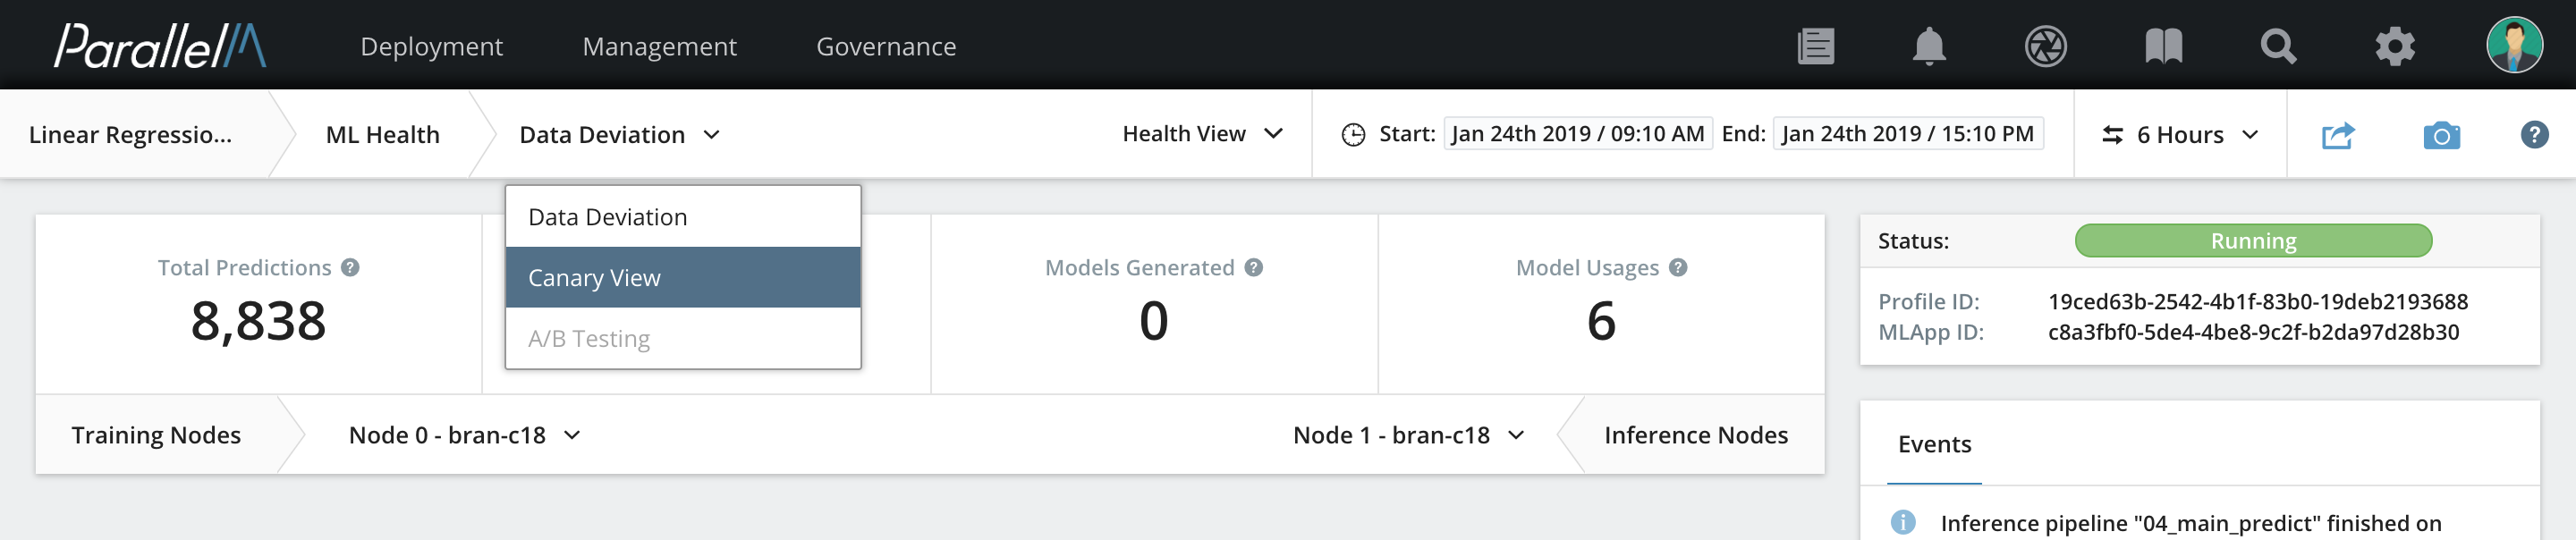 ParallelM
Deployment Management Governance
Linear Regressio... ML Health Data Deviation Health View Start: Jan 24th 2019 / 09:10 AM End: Jan 24th 2019 / 15:10 PM 6 Hours ?
Data Deviation
Canary View
A/B Testing
Total Predictions ?
8,838
Models Generated ?
0
Model Usages ?
6
Training Nodes Node 0 - bran-c18 Node 1 - bran-c18 Inference Nodes
Status: Running
Profile ID: 19ced63b-2542-4b1f-83b0-19deb2193688
MLApp ID: c8a3fbf0-5de4-4be8-9c2f-b2da97d28b30
Events
i Inference pipeline "04_main_predict" finished on